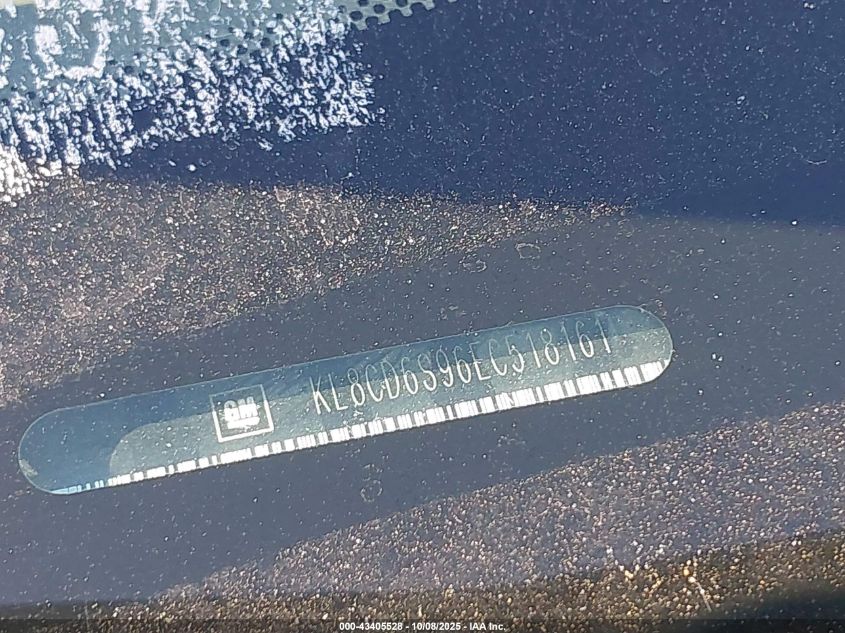 GM
KL8CD6S96EC518161
000-43405528 - 10/08/2025 - IAA Inc.